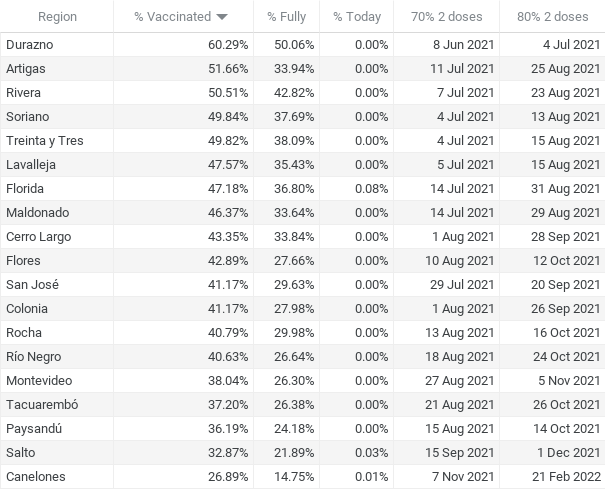 Region % Vaccinated % Fully % Today 70% 2 doses 80% 2 doses
Durazno 60.29% 50.06% 0.00% 8 Jun 2021 4 Jul 2021
Artigas 51.66% 33.94% 0.00% 11 Jul 2021 25 Aug 2021
Rivera 50.51% 42.82% 0.00% 7 Jul 2021 23 Aug 2021
Soriano 49.84% 37.69% 0.00% 4 Jul 2021 13 Aug 2021
Treinta y Tres 49.82% 38.09% 0.00% 4 Jul 2021 15 Aug 2021
Lavalleja 47.57% 35.43% 0.00% 5 Jul 2021 15 Aug 2021
Florida 47.18% 36.80% 0.08% 14 Jul 2021 31 Aug 2021
Maldonado 46.37% 33.64% 0.00% 14 Jul 2021 29 Aug 2021
Cerro Largo 43.35% 33.84% 0.00% 1 Aug 2021 28 Sep 2021
Flores 42.89% 27.66% 0.00% 10 Aug 2021 12 Oct 2021
San José 41.17% 29.63% 0.00% 29 Jul 2021 20 Sep 2021
Colonia 41.17% 27.98% 0.00% 1 Aug 2021 26 Sep 2021
Rocha 40.79% 29.98% 0.00% 13 Aug 2021 16 Oct 2021
Río Negro 40.63% 26.64% 0.00% 18 Aug 2021 24 Oct 2021
Montevideo 38.04% 26.30% 0.00% 27 Aug 2021 5 Nov 2021
Tacuarembó 37.20% 26.38% 0.00% 21 Aug 2021 26 Oct 2021
Paysandú 36.19% 24.18% 0.00% 15 Aug 2021 14 Oct 2021
Salto 32.87% 21.89% 0.03% 15 Sep 2021 1 Dec 2021
Canelones 26.89% 14.75% 0.01% 7 Nov 2021 21 Feb 2022